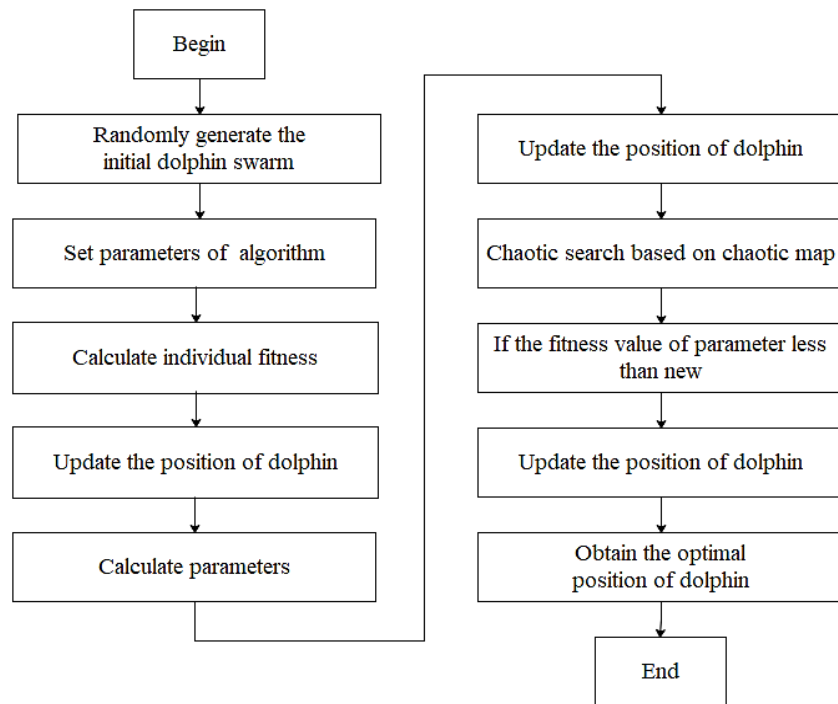 Begin
Randomly generate the
initial dolphin swarm
Set parameters of algorithm
Calculate individual fitness
Update the position of dolphin
Calculate parameters
Update the position of dolphin
Chaotic search based on chaotic map
If the fitness value of parameter less
than new
Update the position of dolphin
Obtain the optimal
position of dolphin
End